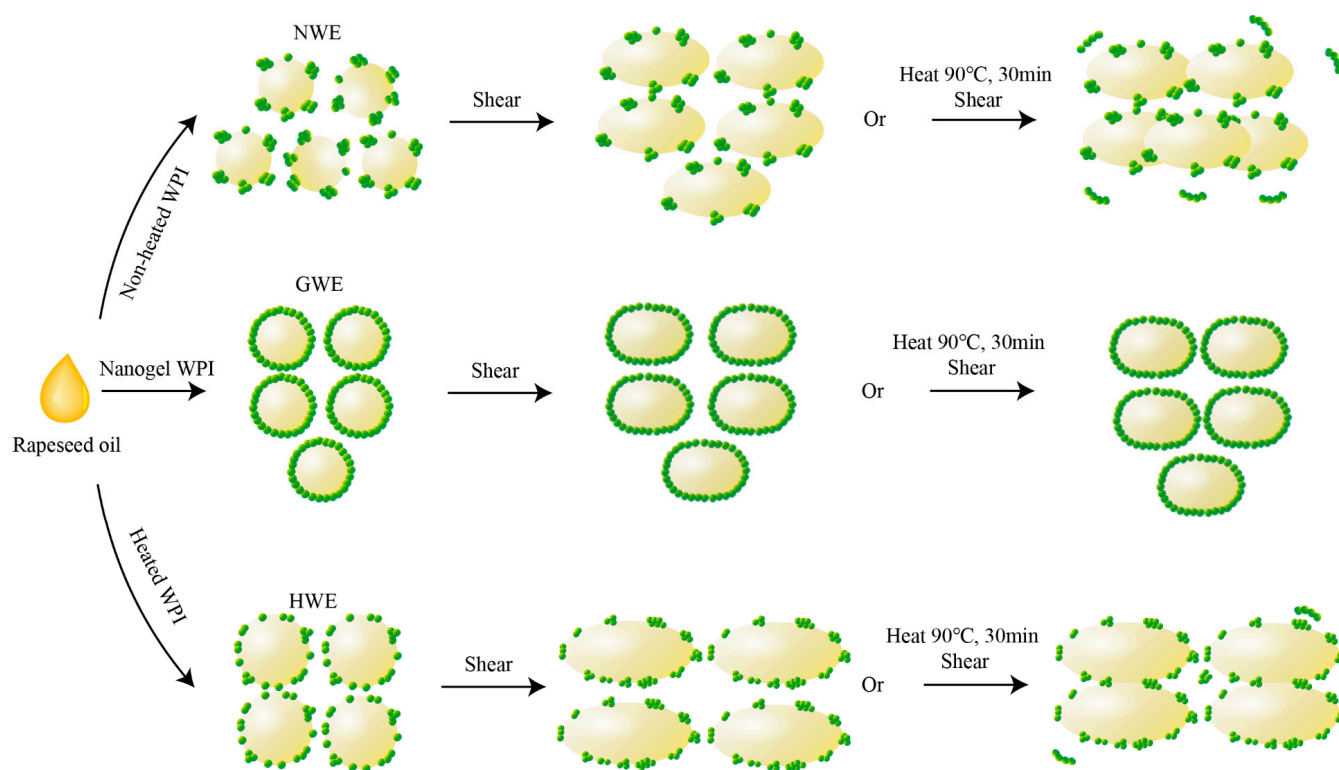 NWE
Shear
Or
Heat 90℃, 30min
Shear
Non-heated WPI
GWE
Rapeseed oil
Nanogel WPI
Shear
Or
Heat 90℃, 30min
Shear
Heated WPI
HWE
Shear
Or
Heat 90℃, 30min
Shear